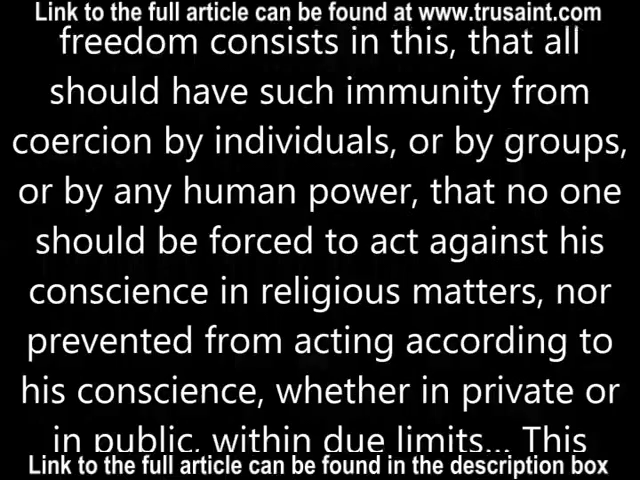 Link to the full article can be found at www.trusaint.com
freedom consists in this, that all
should have such immunity from
coercion by individuals, or by groups,
or by any human power, that no one
should be forced to act against his
conscience in religious matters, nor
prevented from acting according to
his conscience, whether in private or
in public, within due limits... This
Link to the full article can be found in the description box